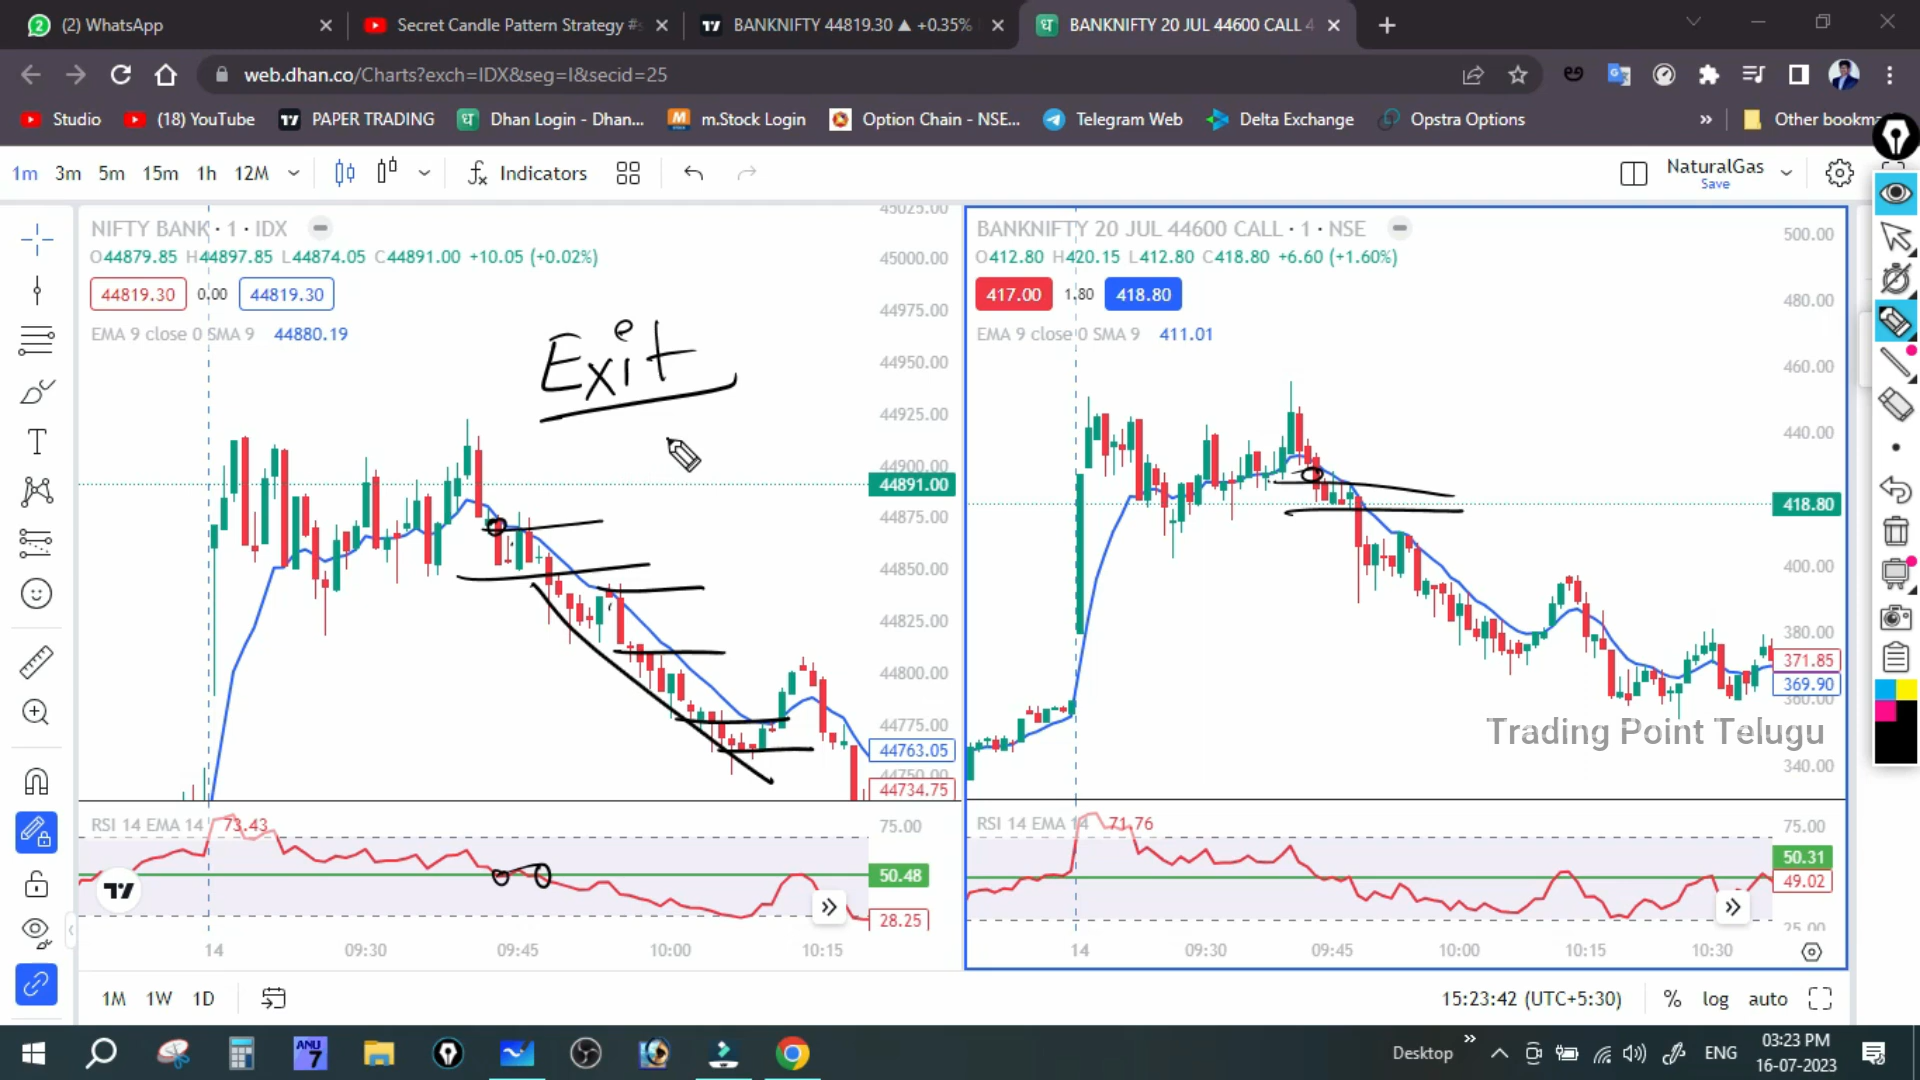 (2) WhatsApp
Secret Candle Pattern Strategy #s
BANKNIFTY 44819.30 ▲ +0.35%
BANKNIFTY 20 JUL 44600 CALL 4
web.dhan.co/Charts?exch=IDX&seg=I&secid=25
Studio
(18) YouTube
PAPER TRADING
Dhan Login - Dhan...
m.Stock Login
Option Chain - NSE...
Telegram Web
Delta Exchange
Opstra Options
»
Other bookma
1m 3m 5m 15m 1h 12M
Indicators
NaturalGas
Save
NIFTY BANK · 1 · IDX
O44879.85 H44897.85 L44874.05 C44891.00 +10.05 (+0.02%)
44819.30 0.00 44819.30
EMA 9 close 0 SMA 9 44880.19
Exit
45025.00
45000.00
44975.00
44950.00
44925.00
44900.00
44891.00
44875.00
44850.00
44825.00
44800.00
44775.00
44763.05
44750.00
44734.75
RSI 14 EMA 14 73.43
75.00
50.48
28.25
14 09:30 09:45 10:00 10:15
BANKNIFTY 20 JUL 44600 CALL · 1 · NSE
O412.80 H420.15 L412.80 C418.80 +6.60 (+1.60%)
417.00 1.80 418.80
EMA 9 close 0 SMA 9 411.01
500.00
480.00
460.00
440.00
418.80
400.00
380.00
371.85
369.90
360.00
340.00
Trading Point Telugu
RSI 14 EMA 14 71.76
75.00
50.31
49.02
25.00
14 09:30 09:45 10:00 10:15 10:30
1M 1W 1D
15:23:42 (UTC+5:30) % log auto
ANU
7
Desktop
ENG
03:23 PM
16-07-2023